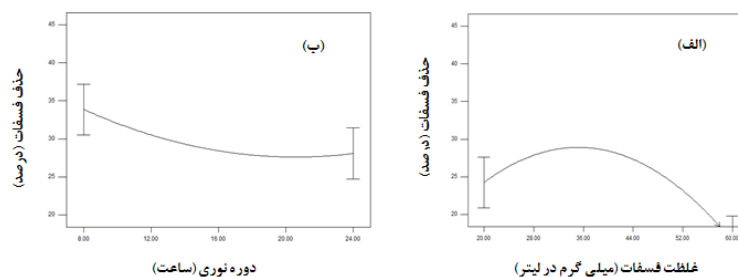 (الف)
حذف فسفات (درصد)
45
40
35
30
25
20
20.00 28.00 36.00 44.00 52.00 60.00
غلظت فسفات (میلی گرم در لیتر)
(ب)
حذف فسفات (درصد)
45
40
35
30
25
20
8.00 12.00 16.00 20.00 24.00
دوره نوری (ساعت)